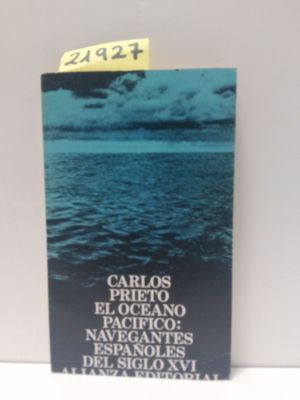 21927
CARLOS
PRIETO
EL OCEANO
PACIFICO:
NAVEGANTES
ESPAÑOLES
DEL SIGLO XVI
ALIANZA EDITORIAL